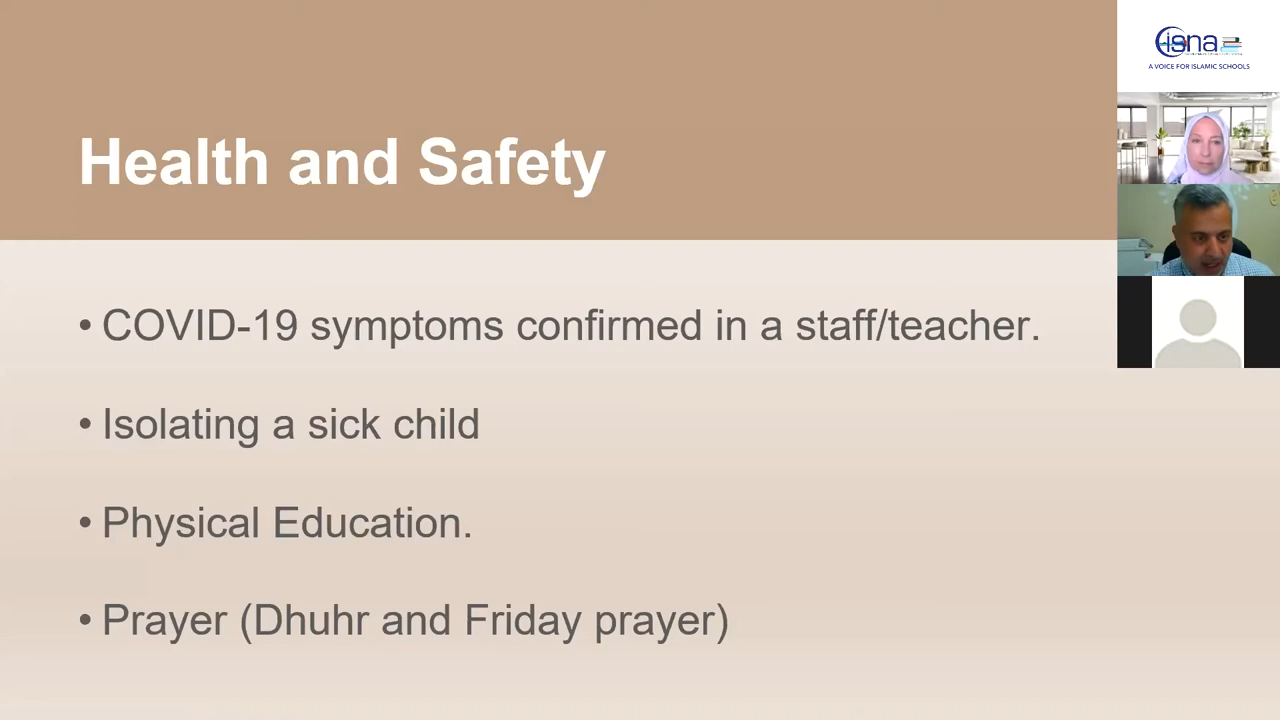 Health and Safety
• COVID-19 symptoms confirmed in a staff/teacher.
• Isolating a sick child
• Physical Education.
• Prayer (Dhuhr and Friday prayer)
cisna
A VOICE FOR ISLAMIC SCHOOLS